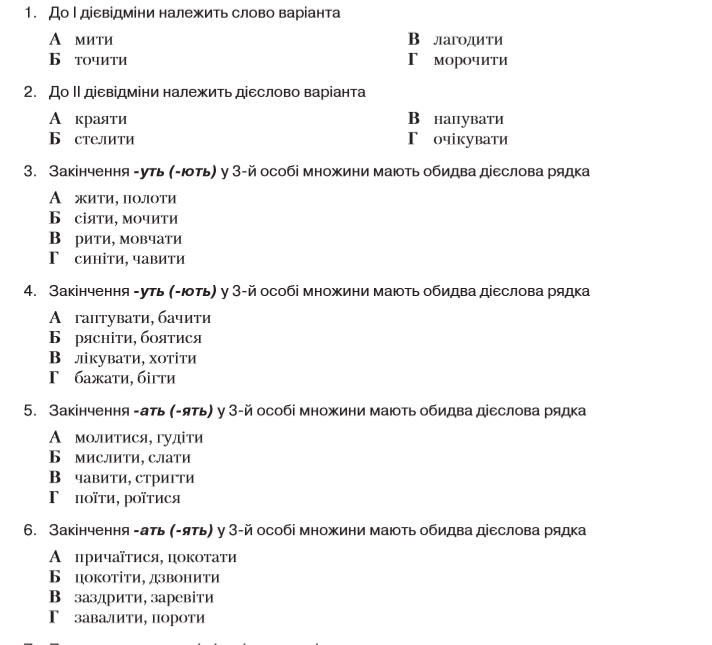 1. До І дієвідміни належить слово варіанта
А мити
В лагодити
Б точити
Г морочити
2. До ІІ дієвідміни належить дієслово варіанта
А краяти
В напувати
Б стелити
Г очікувати
3. Закінчення -уть (-ють) у 3-й особі множини мають обидва дієслова рядка
А жити, полоти
Б сіяти, мочити
В рити, мовчати
Г синіти, чавити
4. Закінчення -уть (-ють) у 3-й особі множини мають обидва дієслова рядка
А гаптувати, бачити
Б рясніти, боятися
В лікувати, хотіти
Г бажати, бігти
5. Закінчення -ать (-ять) у 3-й особі множини мають обидва дієслова рядка
А молитися, гудіти
Б мислити, слати
В чавити, стригти
Г поїти, роїтися
6. Закінчення -ать (-ять) у 3-й особі множини мають обидва дієслова рядка
А причаїтися, цокотати
Б цокотіти, дзвонити
В заздрити, заревіти
Г завалити, пороти